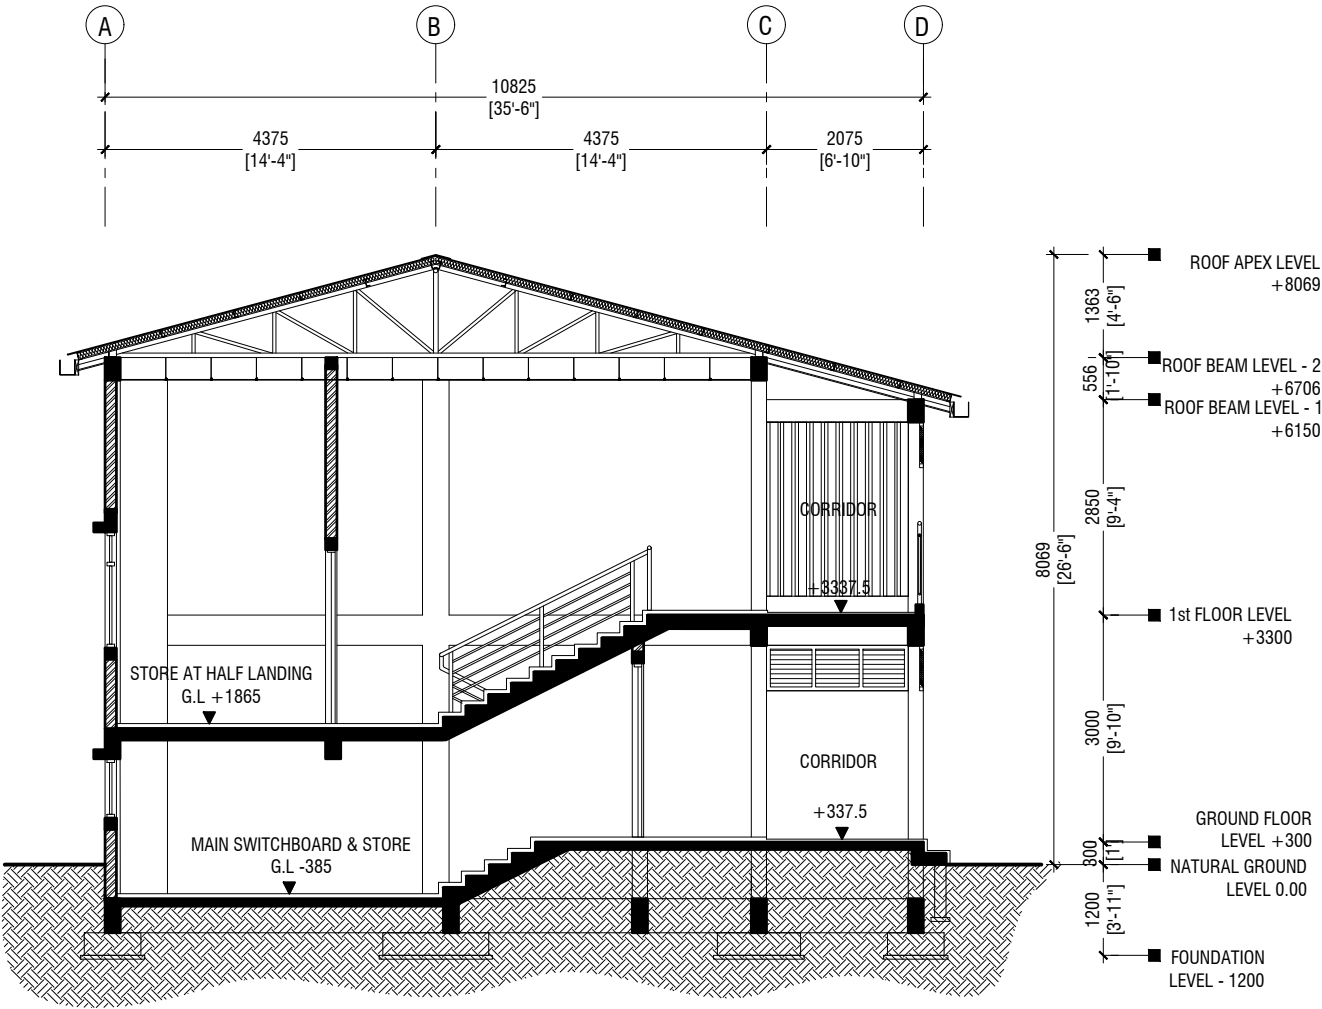 A
B
C
D
10825
[35'-6"]
4375
[14'-4"]
4375
[14'-4"]
2075
[6'-10"]
ROOF APEX LEVEL
+8069
1363
[4'-6"]
ROOF BEAM LEVEL - 2
+6706
556
[1'-10"]
ROOF BEAM LEVEL - 1
+6150
2850
[9'-4"]
CORRIDOR
+3337.5
8069
[26'-6"]
1st FLOOR LEVEL
+3300
STORE AT HALF LANDING
G.L +1865
3000
[9'-10"]
CORRIDOR
+337.5
GROUND FLOOR
LEVEL +300
MAIN SWITCHBOARD & STORE
G.L -385
300
[1']
NATURAL GROUND
LEVEL 0.00
1200
[3'-11"]
FOUNDATION
LEVEL - 1200